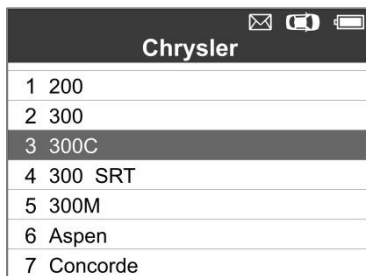 Chrysler
1 200
2 300
3 300C
4 300 SRT
5 300M
6 Aspen
7 Concorde